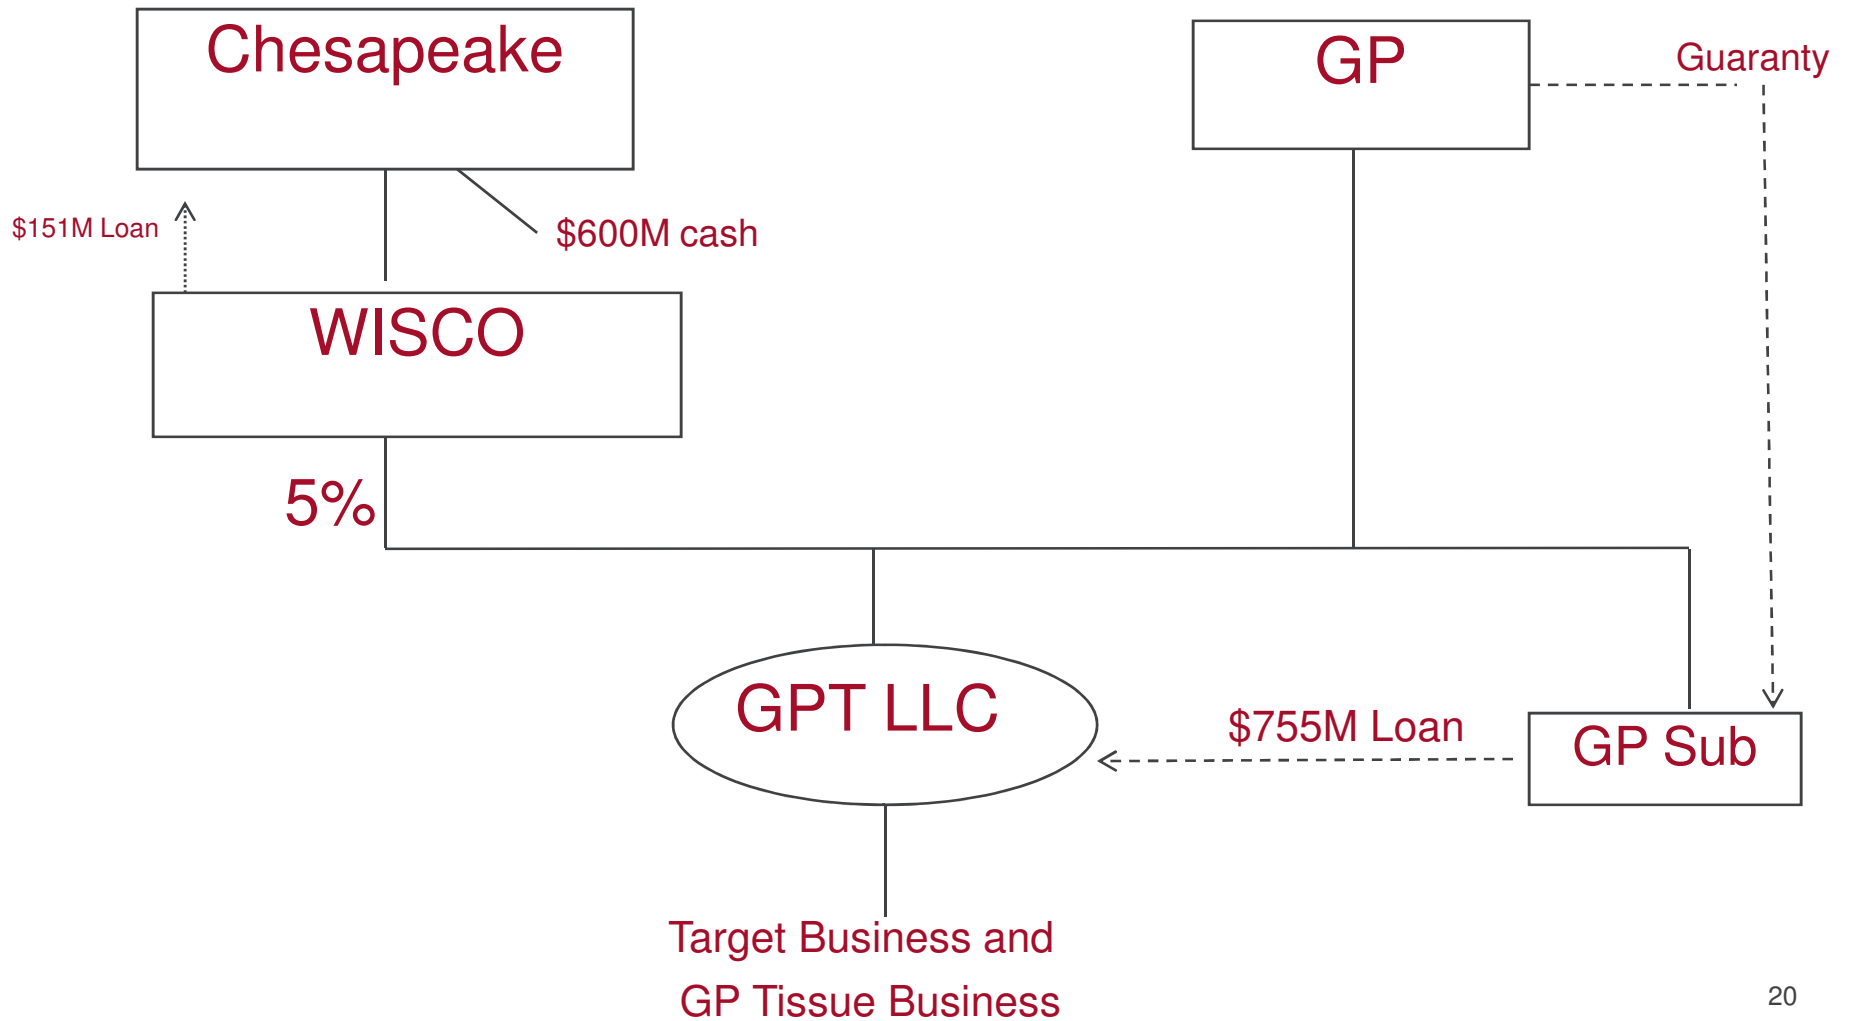 Chesapeake
GP
Guaranty
$151M Loan
$600M cash
WISCO
5%
GPT LLC
$755M Loan
GP Sub
Target Business and
GP Tissue Business
20